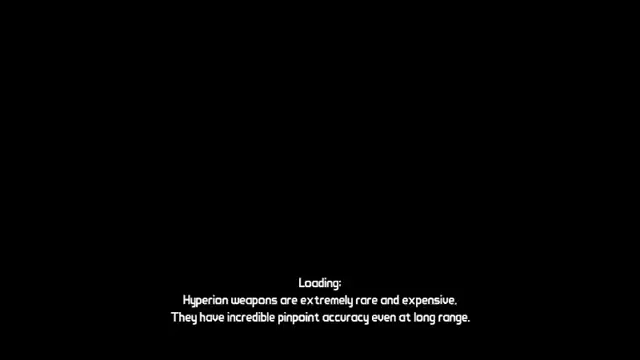 Loading:
Hyperion weapons are extremely rare and expensive.
They have incredible pinpoint accuracy even at long range.